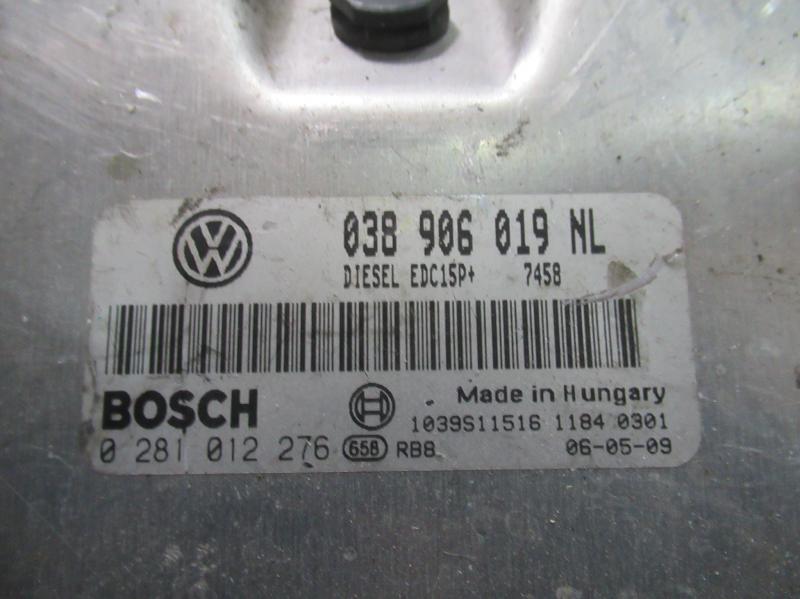 038 906 019 NL
DIESEL EDC15P+ 7458
BOSCH
Made in Hungary
1039S11516 1184 0301
0 281 012 276 658 RB8 06-05-09